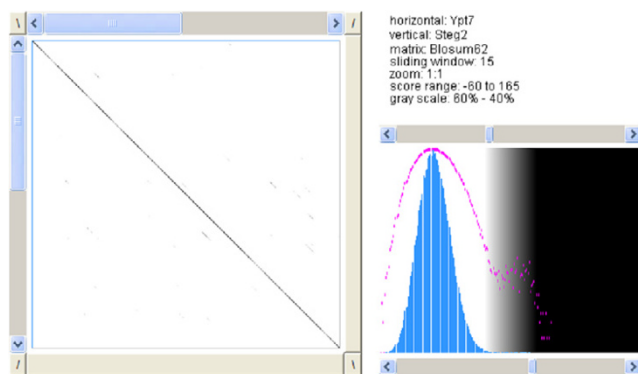 horizontal: Ypt7
vertical: Steg2
matrix: Blosum62
sliding window: 15
zoom: 1:1
score range: -60 to 165
gray scale: 60% - 40%